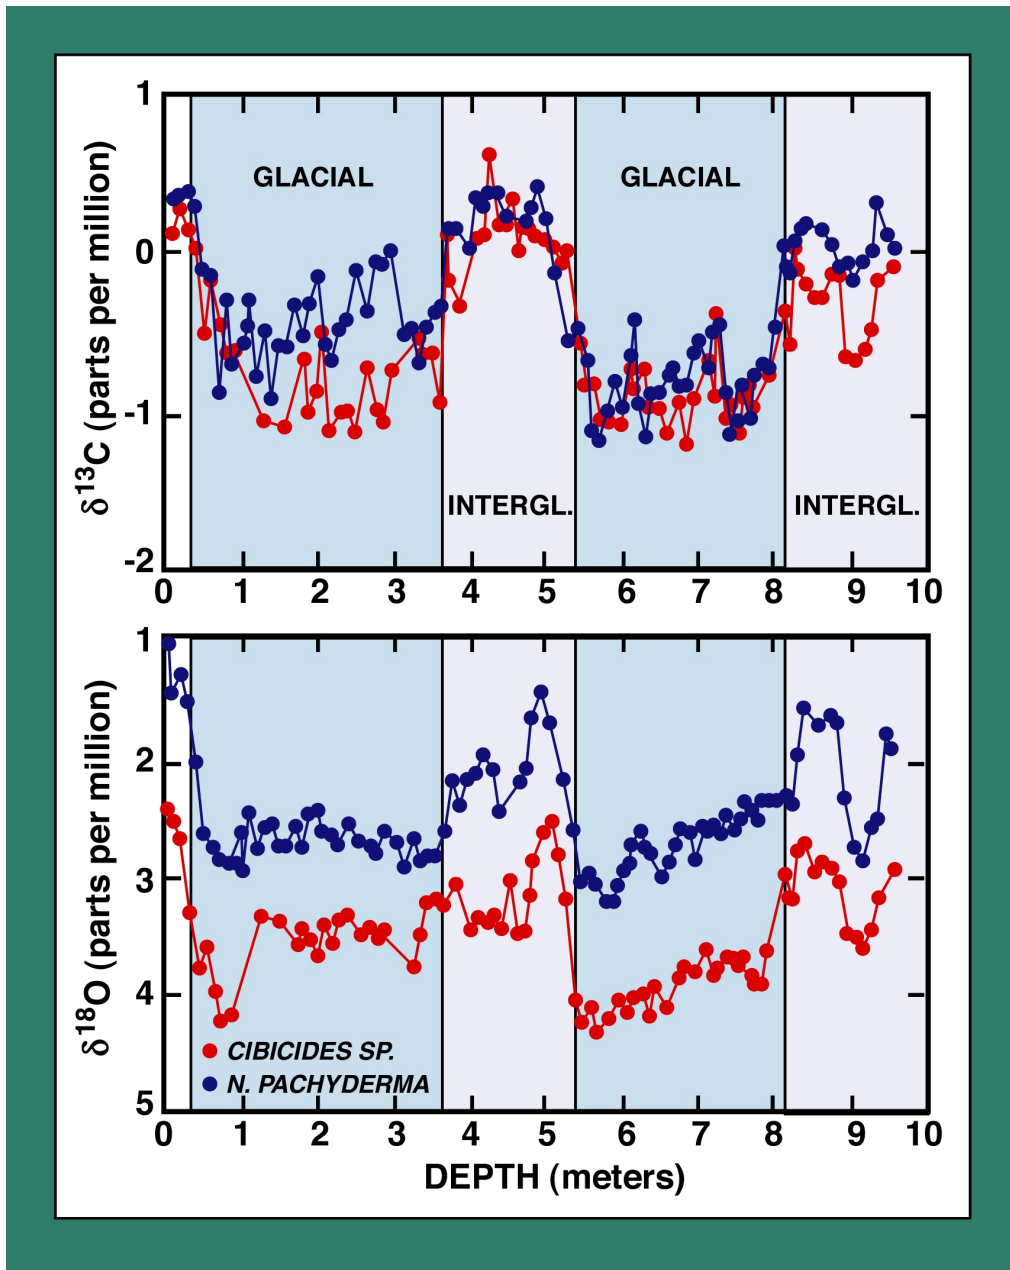 1
0
-1
-2
δ13C (parts per million)
GLACIAL
GLACIAL
INTERGL.
INTERGL.
0 1 2 3 4 5 6 7 8 9 10
1
2
3
4
5
δ18O (parts per million)
CIBICIDES SP.
N. PACHYDERMA
0 1 2 3 4 5 6 7 8 9 10
DEPTH (meters)